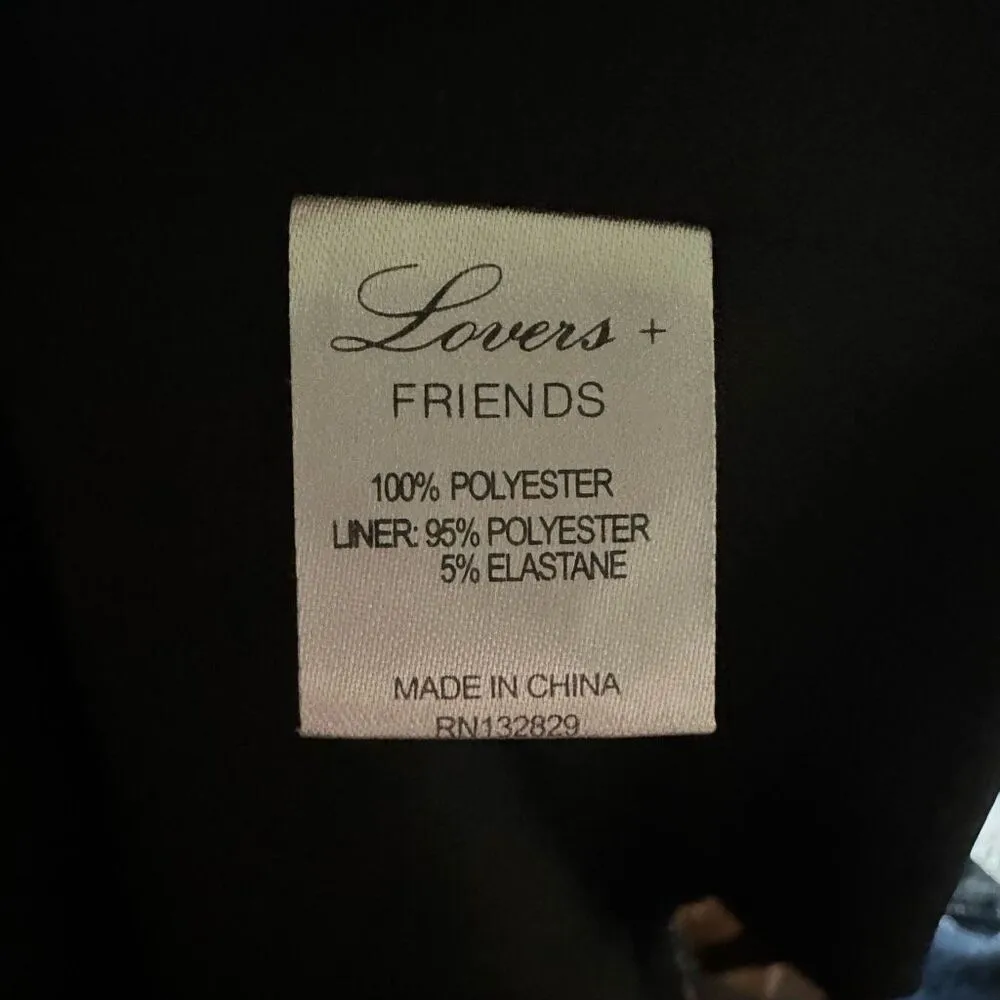 Lovers +
FRIENDS
100% POLYESTER
LINER: 95% POLYESTER
5% ELASTANE
MADE IN CHINA
RN132829